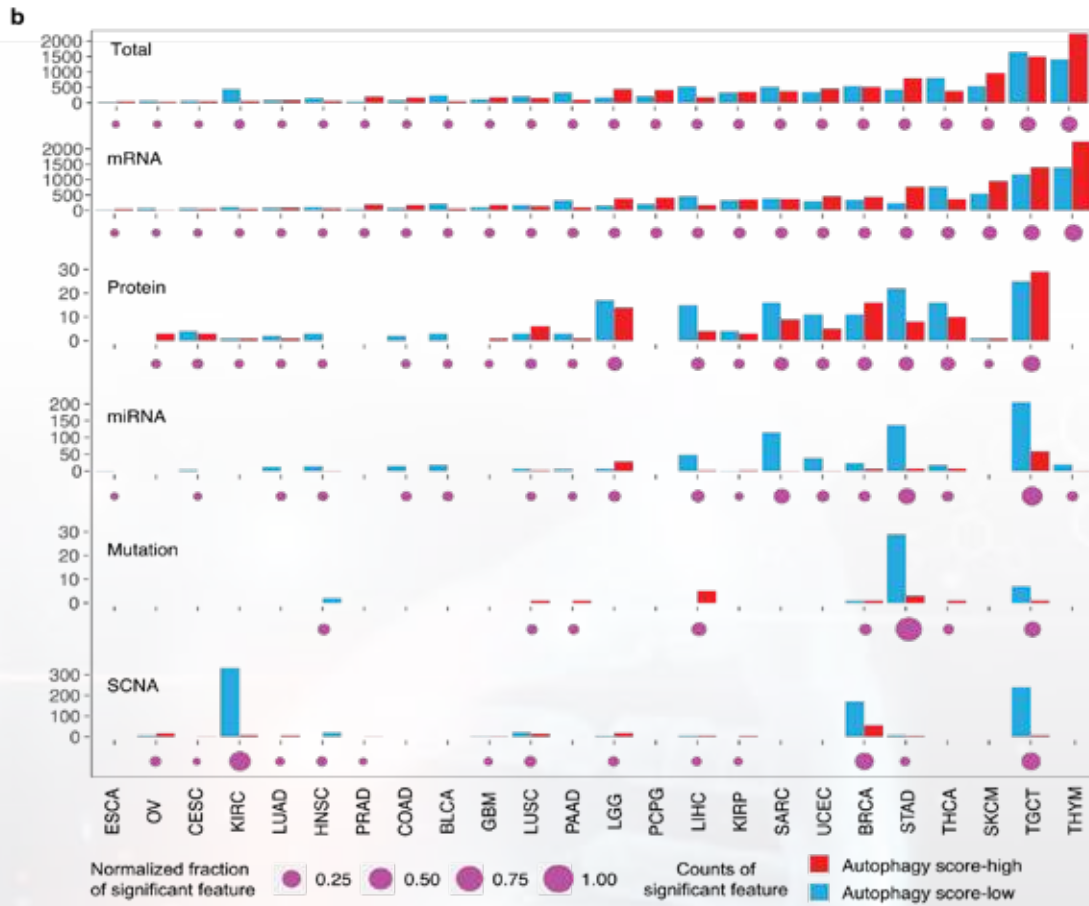 b
Total
2000
1500
1000
500
0
mRNA
2000
1500
1000
500
0
Protein
30
20
10
0
miRNA
200
150
100
50
0
Mutation
30
20
10
0
SCNA
300
200
100
0
ESCA OV CESC KIRC LUAD HNSC PRAD COAD BLCA GBM LUSC PAAD LGG PCPG LIHC KIRP SARC UCEC BRCA STAD THCA SKCM TGCT THYM
Normalized fraction
of significant feature
0.25 0.50 0.75 1.00
Counts of
significant feature
Autophagy score-high
Autophagy score-low